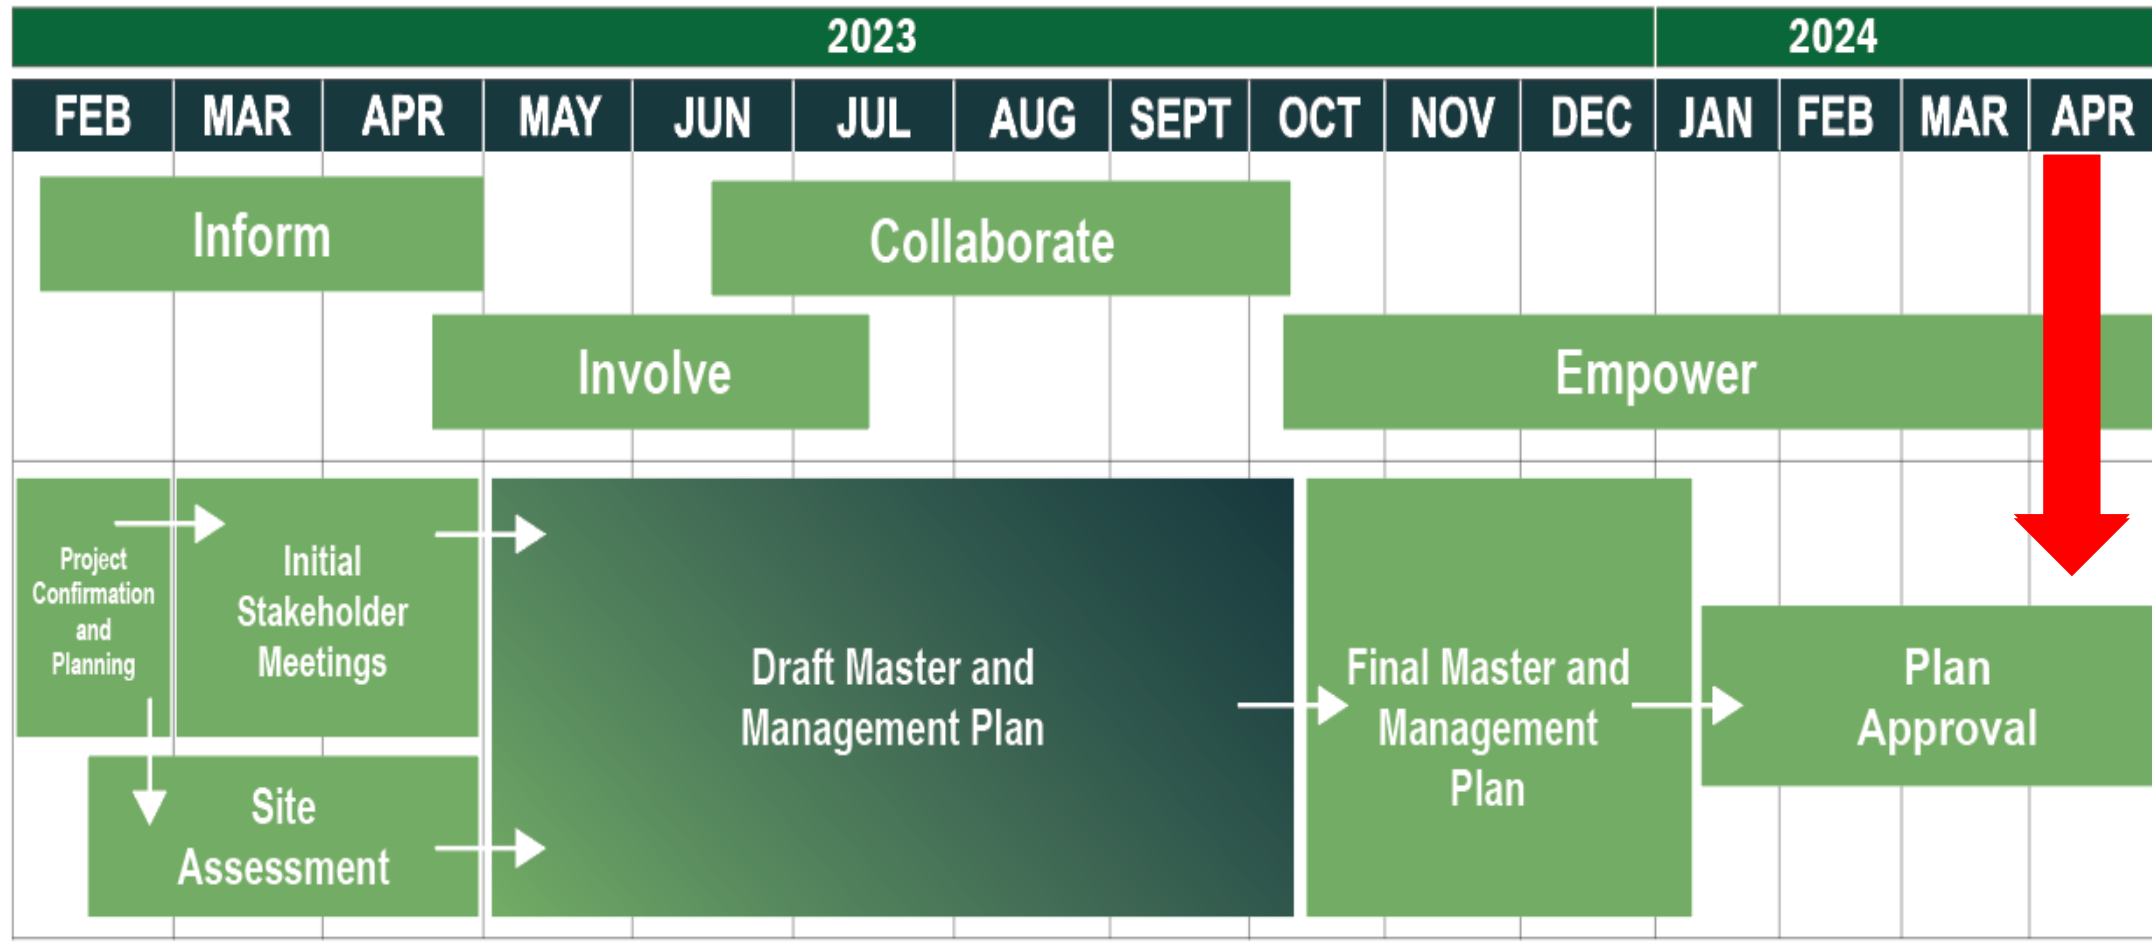 2023 2024
FEB MAR APR MAY JUN JUL AUG SEPT OCT NOV DEC JAN FEB MAR APR
Inform
Collaborate
Involve
Empower
Project
Confirmation
and
Planning
Initial
Stakeholder
Meetings
Site
Assessment
Draft Master and
Management Plan
Final Master and
Management
Plan
Plan
Approval